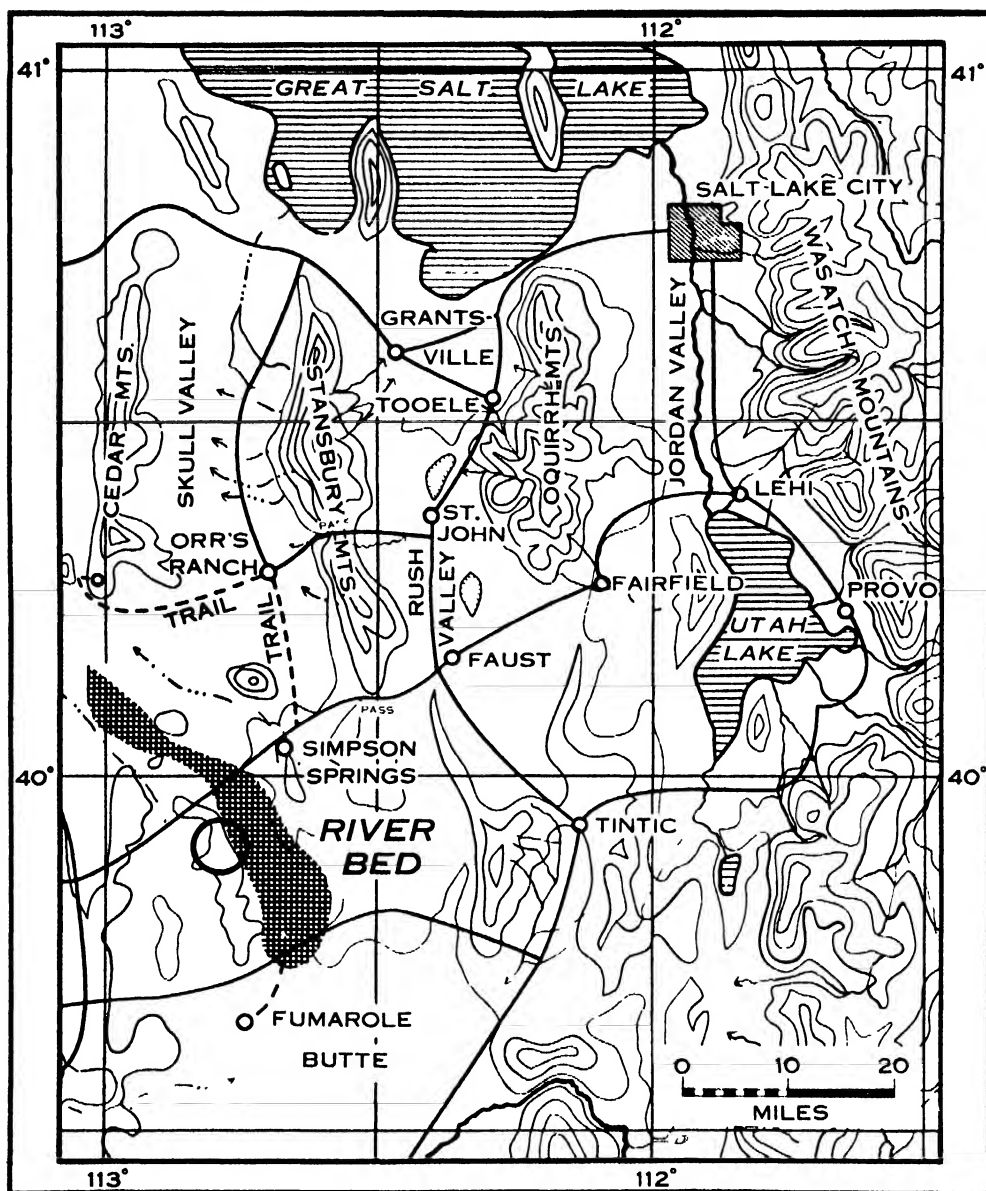 113° 112°
41° 41°
GREAT SALT LAKE
SALT LAKE CITY
WASATCH MOUNTAINS
JORDAN VALLEY
GRANTS-
VILLE
TOOELE
OQUIRRH MTS.
STANSBURY MTS.
SKULL VALLEY
CEDAR MTS.
LEHI
ST.
JOHN
PASS
ORR'S
RANCH
RUSH VALLEY
FAIRFIELD
PROVO
TRAIL
TRAIL
UTAH
LAKE
FAUST
PASS
SIMPSON
SPRINGS
40° 40°
RIVER
BED
TINTIC
FUMAROLE
BUTTE
0 10 20
MILES
113° 112°